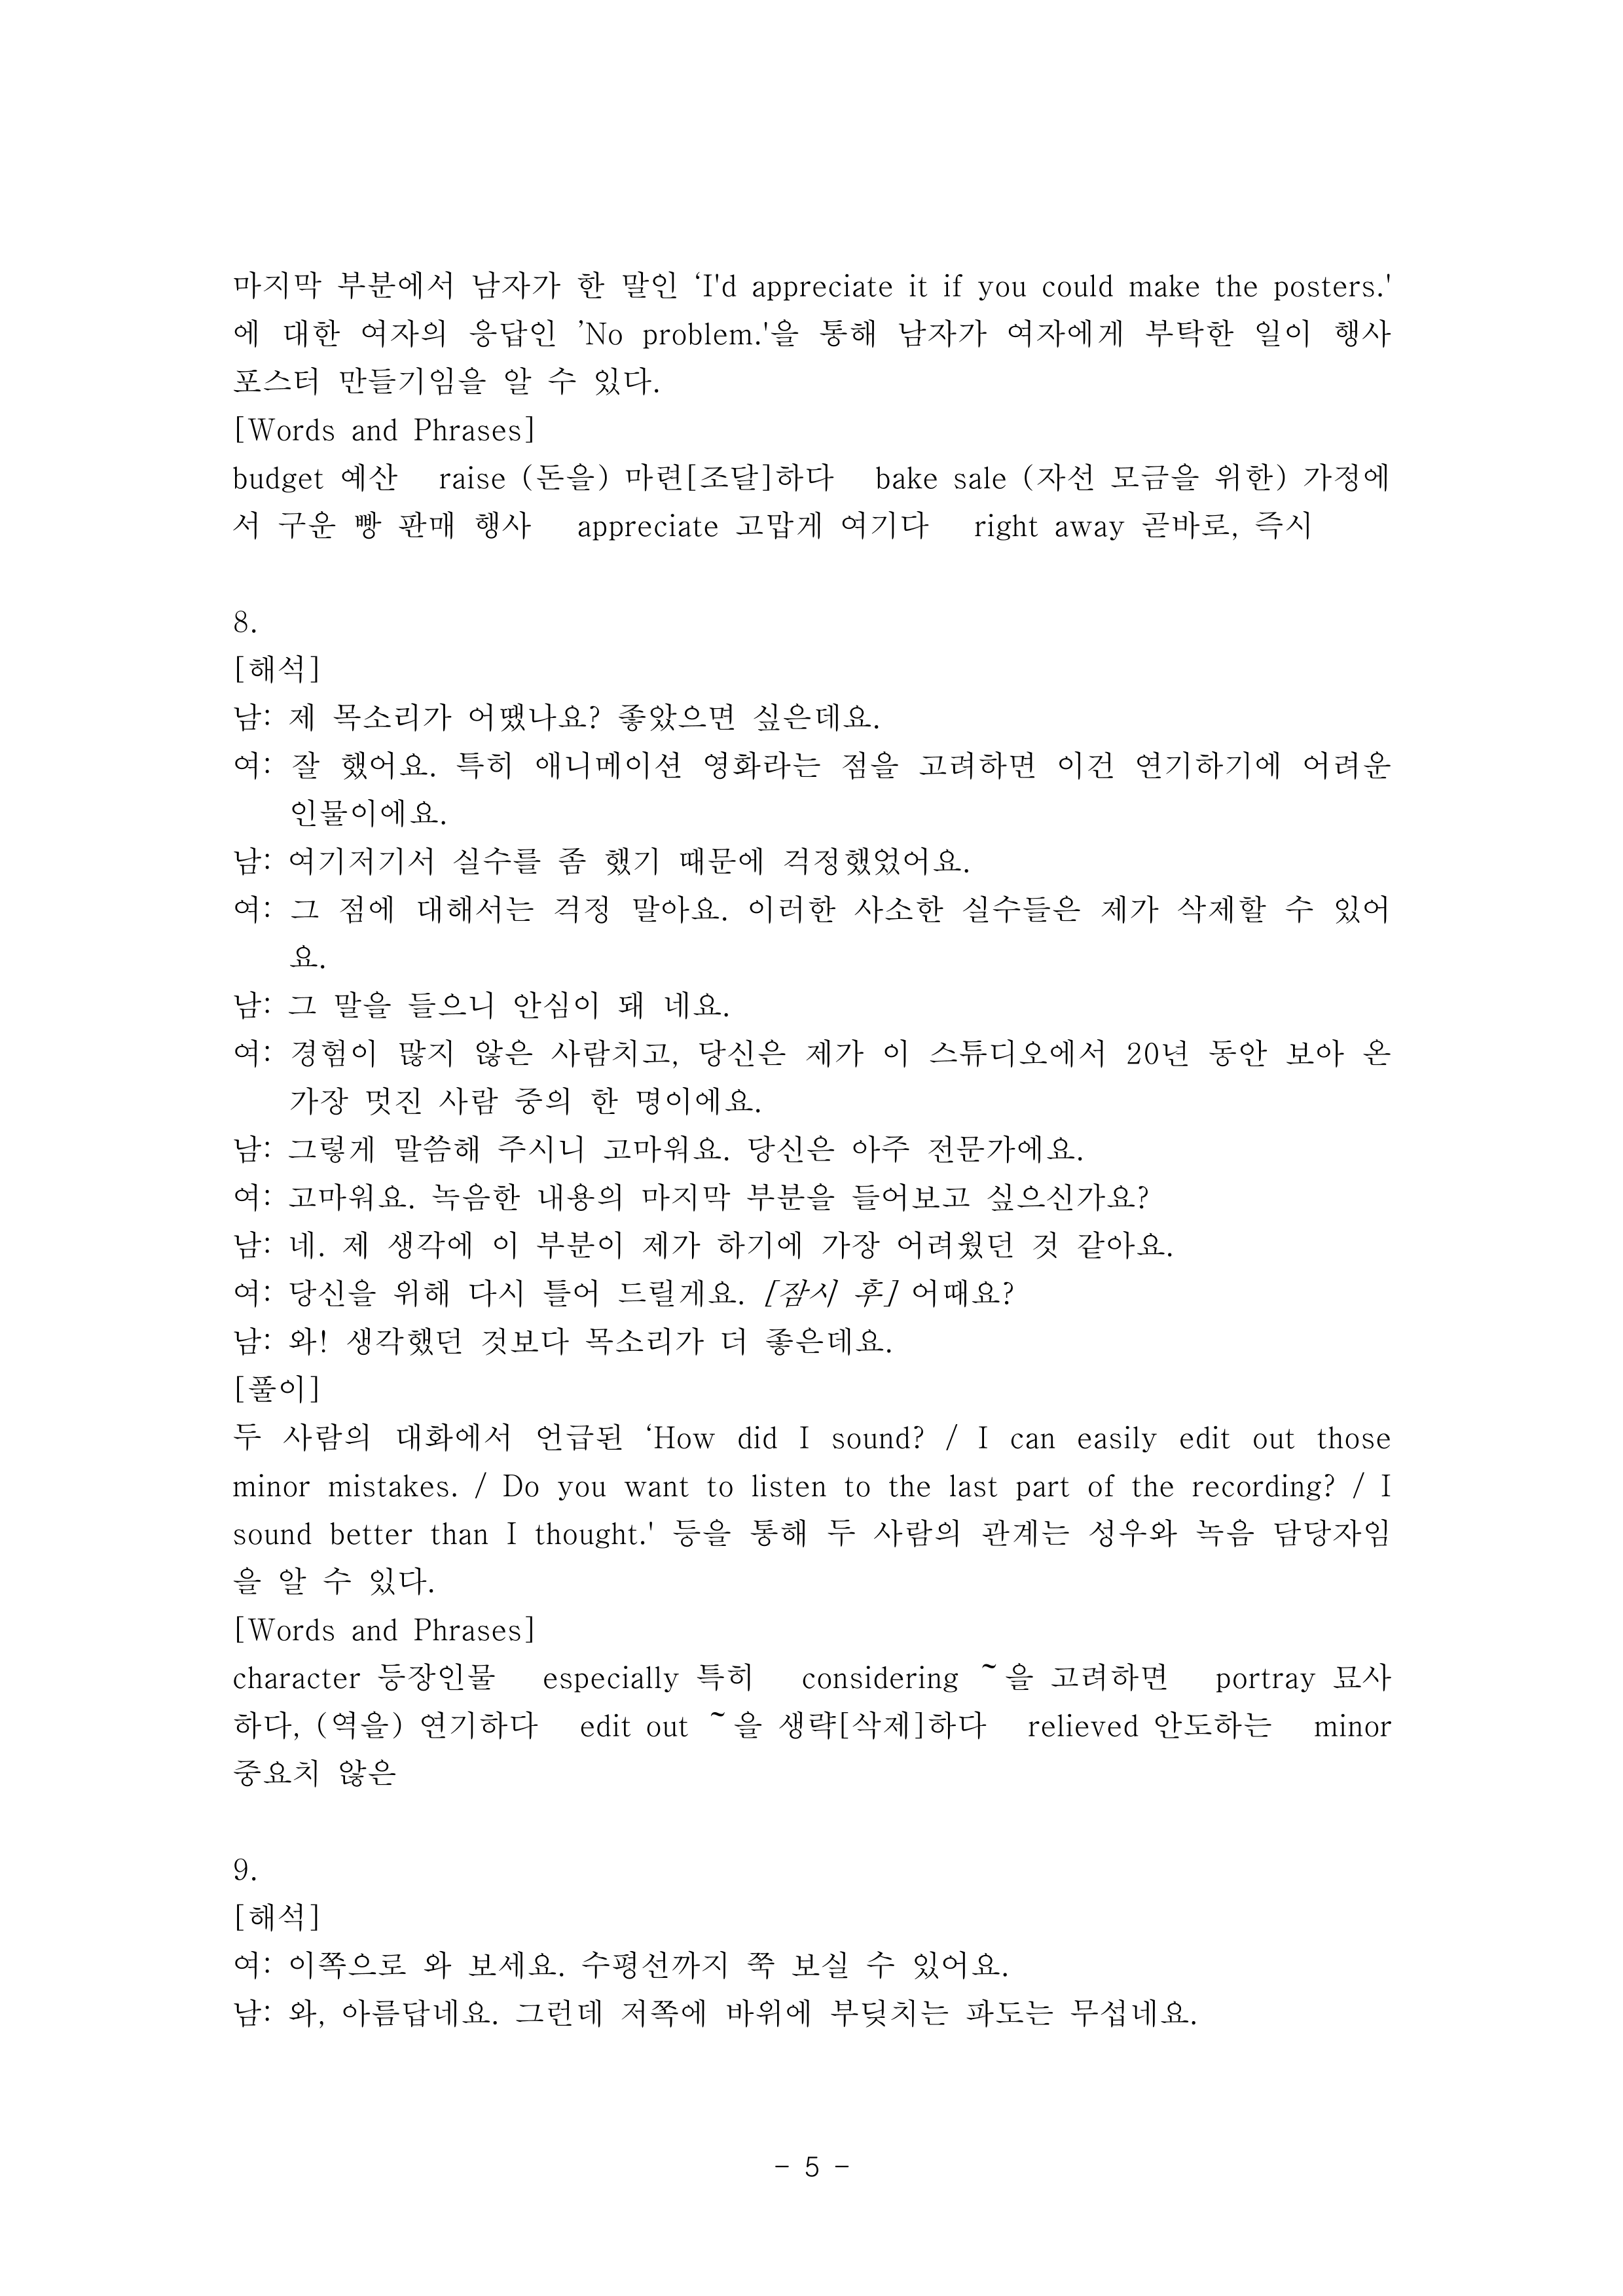 마지막 부분에서 남자가 한 말인 ‘I'd appreciate it if you could make the posters.'
에 대한 여자의 응답인 ’No problem.'을 통해 남자가 여자에게 부탁한 일이 행사
포스터 만들기임을 알 수 있다.
[Words and Phrases]
budget 예산 raise (돈을) 마련[조달]하다 bake sale (자선 모금을 위한) 가정에
서 구운 빵 판매 행사 appreciate 고맙게 여기다 right away 곧바로, 즉시
8.
[해석]
남: 제 목소리가 어땠나요? 좋았으면 싶은데요.
여: 잘 했어요. 특히 애니메이션 영화라는 점을 고려하면 이건 연기하기에 어려운
인물이에요.
남: 여기저기서 실수를 좀 했기 때문에 걱정했었어요.
여: 그 점에 대해서는 걱정 말아요. 이러한 사소한 실수들은 제가 삭제할 수 있어
요.
남: 그 말을 들으니 안심이 돼 네요.
여: 경험이 많지 않은 사람치고, 당신은 제가 이 스튜디오에서 20년 동안 보아 온
가장 멋진 사람 중의 한 명이에요.
남: 그렇게 말씀해 주시니 고마워요. 당신은 아주 전문가에요.
여: 고마워요. 녹음한 내용의 마지막 부분을 들어보고 싶으신가요?
남: 네. 제 생각에 이 부분이 제가 하기에 가장 어려웠던 것 같아요.
여: 당신을 위해 다시 틀어 드릴게요. [잠시 후] 어때요?
남: 와! 생각했던 것보다 목소리가 더 좋은데요.
[풀이]
두 사람의 대화에서 언급된 ‘How did I sound? / I can easily edit out those
minor mistakes. / Do you want to listen to the last part of the recording? / I
sound better than I thought.' 등을 통해 두 사람의 관계는 성우와 녹음 담당자임
을 알 수 있다.
[Words and Phrases]
character 등장인물 especially 특히 considering ~을 고려하면 portray 묘사
하다, (역을) 연기하다 edit out ~을 생략[삭제]하다 relieved 안도하는 minor
중요치 않은
9.
[해석]
여: 이쪽으로 와 보세요. 수평선까지 쭉 보실 수 있어요.
남: 와, 아름답네요. 그런데 저쪽에 바위에 부딪치는 파도는 무섭네요.
- 5 -